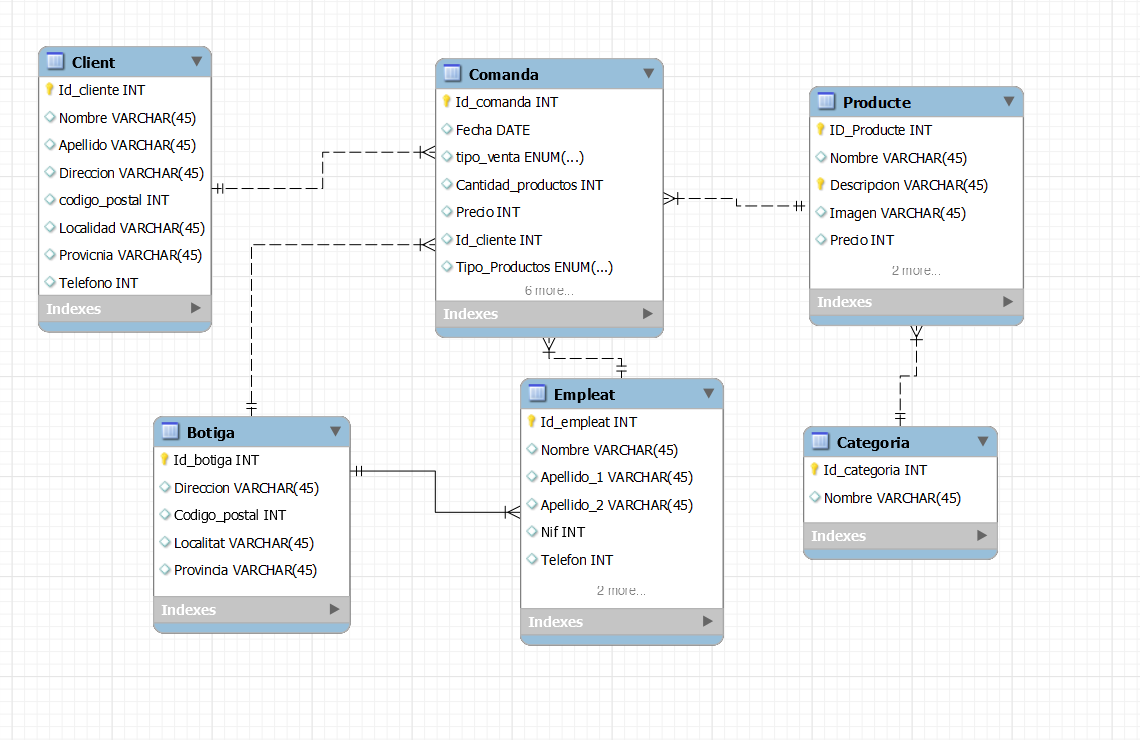 Client
Id_cliente INT
Nombre VARCHAR(45)
Apellido VARCHAR(45)
Direccion VARCHAR(45)
codigo_postal INT
Localidad VARCHAR(45)
Provicnia VARCHAR(45)
Telefono INT
Indexes
Comanda
Id_comanda INT
Fecha DATE
tipo_venta ENUM(...)
Cantidad_productos INT
Precio INT
Id_cliente INT
Tipo_Productos ENUM(...)
6 more...
Indexes
Producte
ID_Producte INT
Nombre VARCHAR(45)
Descripcion VARCHAR(45)
Imagen VARCHAR(45)
Precio INT
2 more...
Indexes
Botiga
Id_botiga INT
Direccion VARCHAR(45)
Codigo_postal INT
Localitat VARCHAR(45)
Provincia VARCHAR(45)
Indexes
Empleat
Id_empleat INT
Nombre VARCHAR(45)
Apellido_1 VARCHAR(45)
Apellido_2 VARCHAR(45)
Nif INT
Telefon INT
2 more...
Indexes
Categoria
Id_categoria INT
Nombre VARCHAR(45)
Indexes